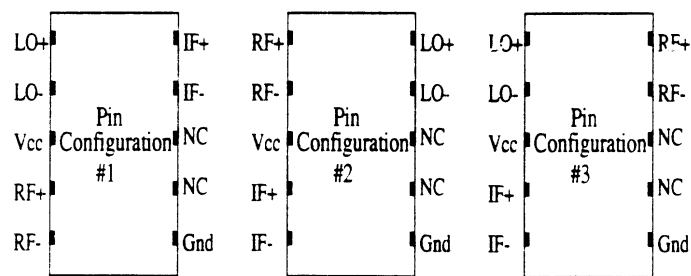 LO+ IF+ RF+ LO+ LO+ RF+
LO- IF- RF- LO- LO- RF-
Pin Pin Pin
Vcc Configuration NC Vcc Configuration NC Vcc Configuration NC
#1 #2 #3
RF+ NC IF+ NC IF+ NC
RF- Gnd IF- Gnd IF- Gnd